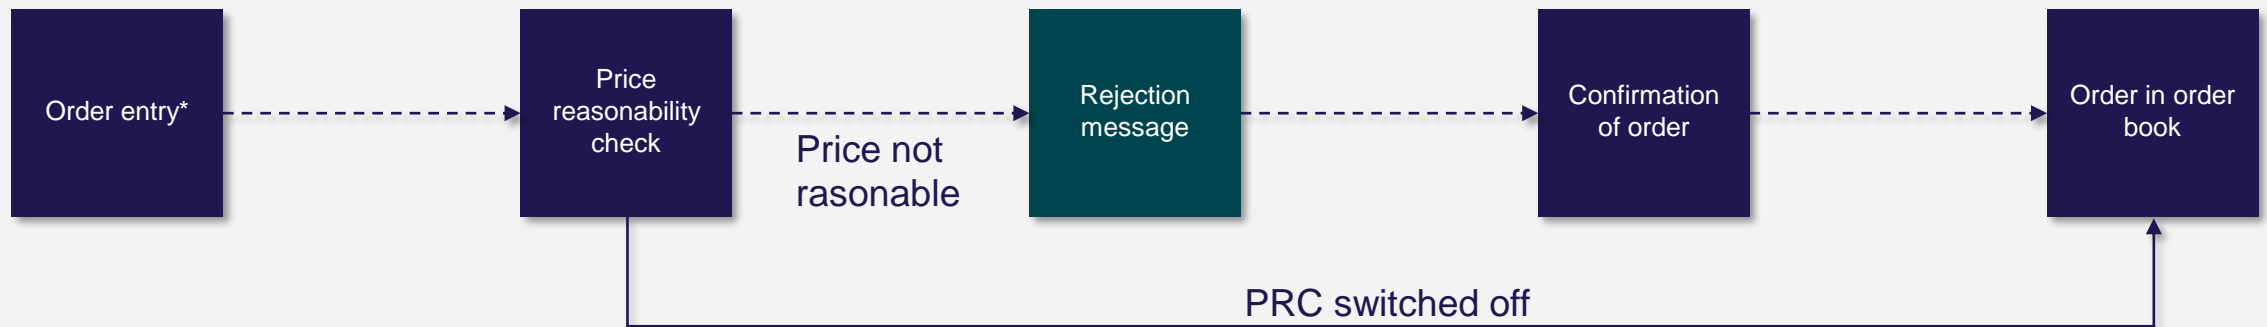 Order entry*
Price
reasonability
check
Price not
rasonable
Rejection
message
Confirmation
of order
Order in order
book
PRC switched off